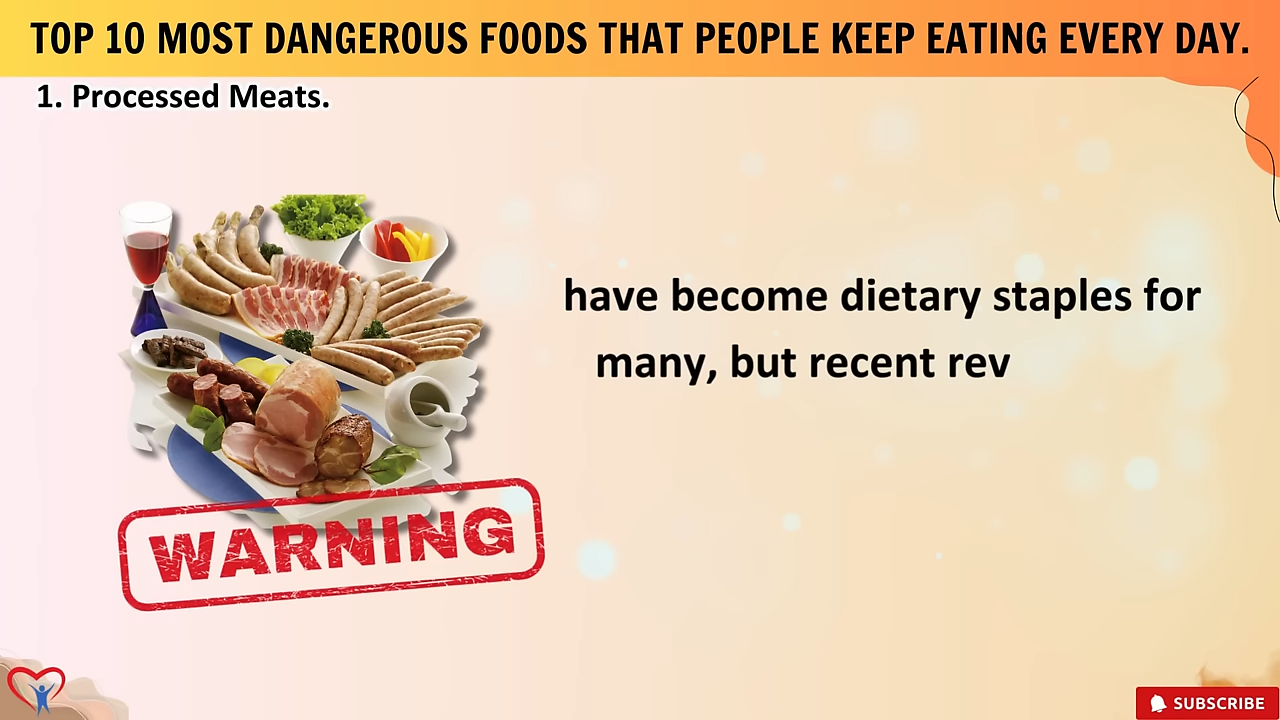 TOP 10 MOST DANGEROUS FOODS THAT PEOPLE KEEP EATING EVERY DAY.
1. Processed Meats.
have become dietary staples for
many, but recent rev
WARNING
SUBSCRIBE